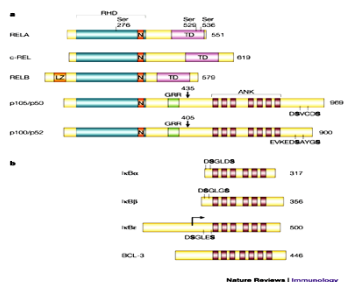 a
RHD
Ser 276
Ser 529
Ser 536
RELA N TD 551
c-REL N TD 619
RELB LZ N TD 579
435
GRR
ANK
p105/p50 N 969
DSVCDS
405
GRR
p100/p52 N 900
EVKEDSAYGS
b
DSGLDS
IκBα 317
DSGLGS
IκBβ 356
IκBε 500
DSGLES
BCL-3 446
Nature Reviews | Immunology